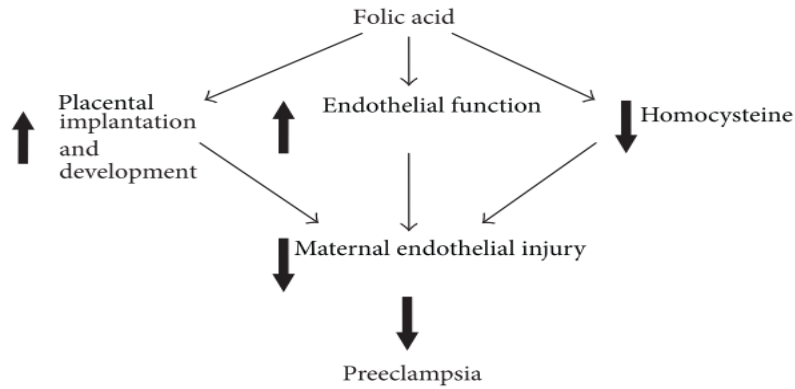 Folic acid
Placental
implantation
and
development
Endothelial function
Homocysteine
Maternal endothelial injury
Preeclampsia